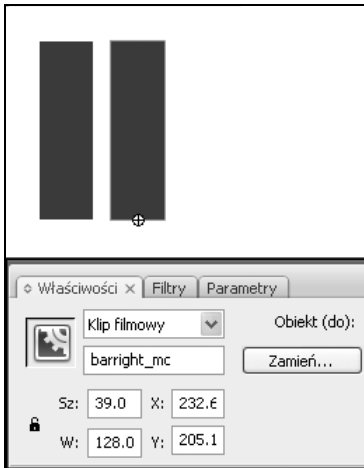 Właściwości × Filtry Parametry
Klip filmowy Obiekt (do):
barright_mc Zamień...
Sz: 39.0 X: 232.6
W: 128.0 Y: 205.1